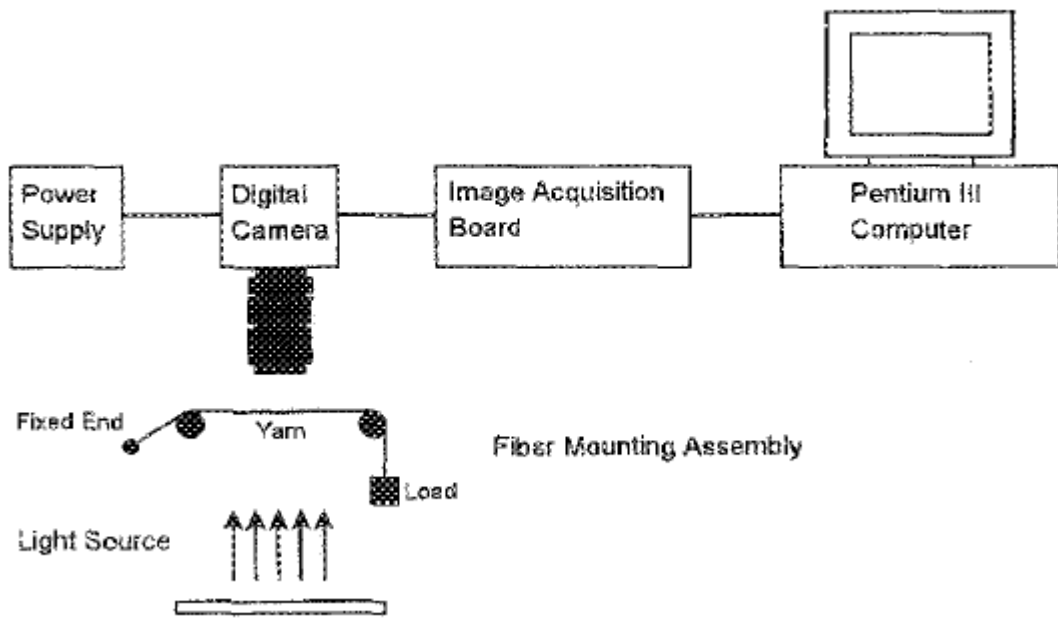 Power
Supply
Digital
Camera
Image Acquisition
Board
Pentium III
Computer
Fixed End
Yarn
Fiber Mounting Assembly
Load
Light Source